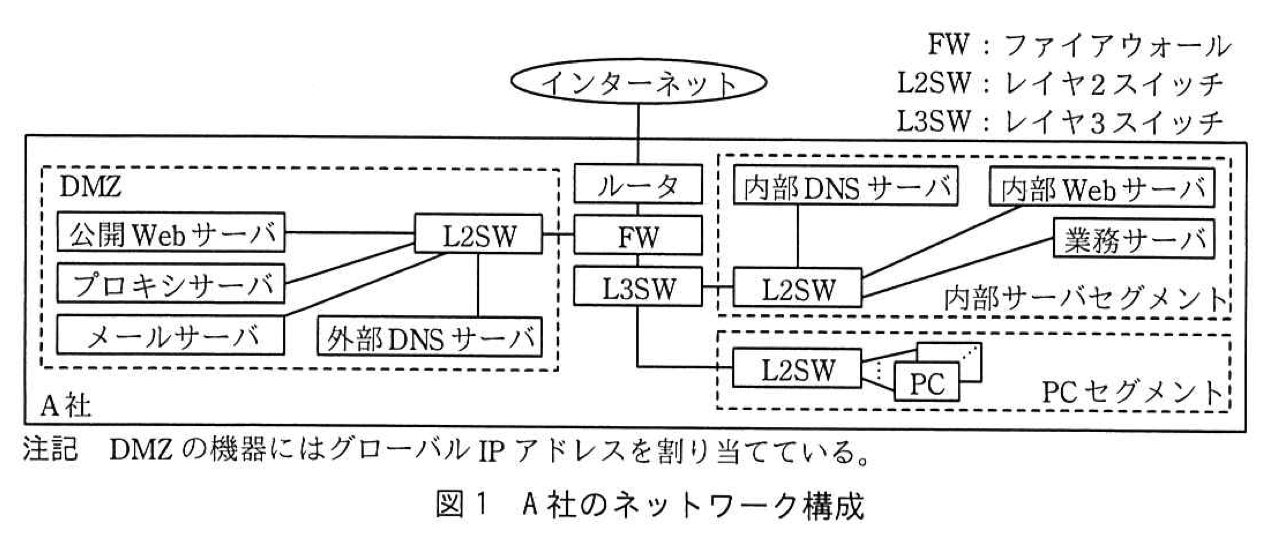 FW：ファイアウォール
L2SW：レイヤ2スイッチ
L3SW：レイヤ3スイッチ
インターネット
DMZ
ルータ
内部DNSサーバ
内部Webサーバ
公開Webサーバ
L2SW
FW
業務サーバ
プロキシサーバ
L3SW
L2SW
内部サーバセグメント
メールサーバ
外部DNSサーバ
L2SW
PC
PCセグメント
A社
注記　DMZの機器にはグローバルIPアドレスを割り当てている。
図1　A社のネットワーク構成